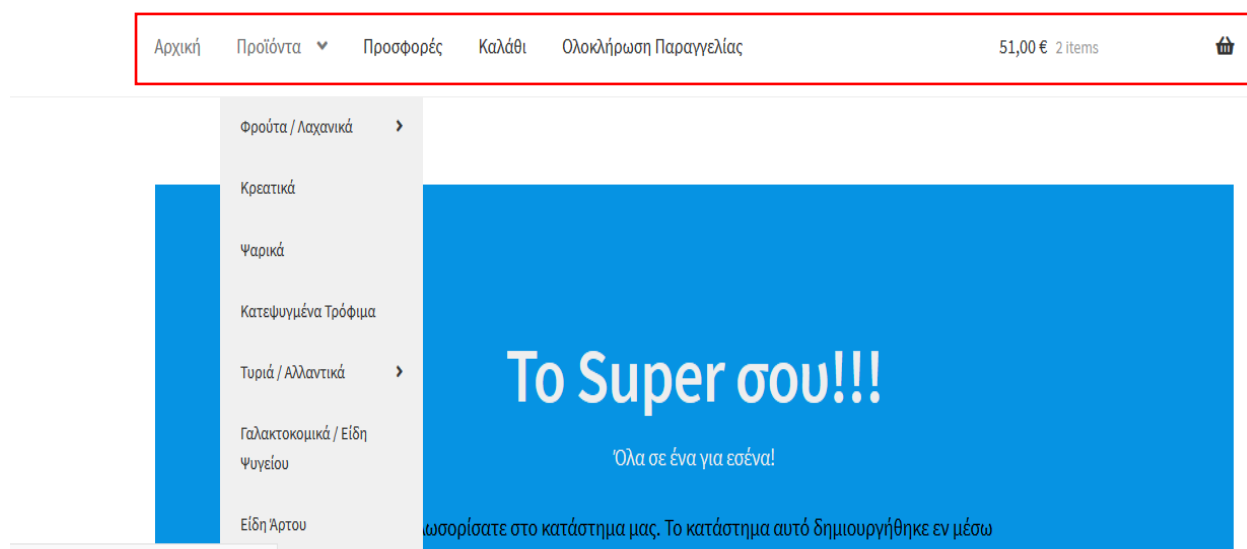 Αρχική Προϊόντα Προσφορές Καλάθι Ολοκλήρωση Παραγγελίας 51,00 € 2 items
Φρούτα / Λαχανικά
Κρεατικά
Ψαρικά
Κατεψυγμένα Τρόφιμα
Τυριά / Αλλαντικά
Γαλακτοκομικά / Είδη
Ψυγείου
Είδη Άρτου
Το Super σου!!!
Όλα σε ένα για εσένα!
στο κατάστημα μας. Το κατάστημα αυτό δημιουργήθηκε εν μέσω